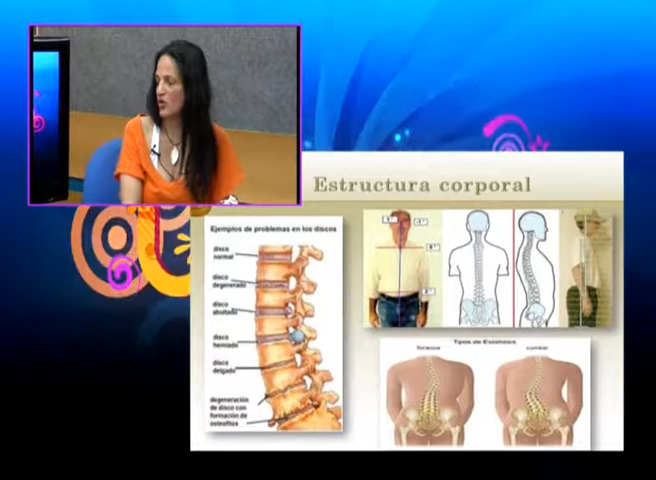 Estructura corporal
Ejemplos de problemas en los discos
disco
normal
disco
degenerado
disco
abultado
disco
herniado
disco
delgado
degeneración
de disco con
formación de
osteofitos
Tipos de Escoliosis
Torácica
Lumbar